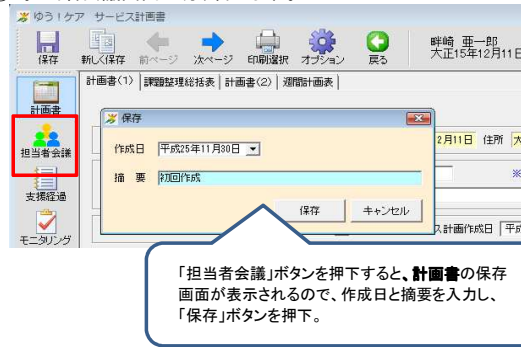 ゆう!ケア サービス計画書
保存 新しく保存 前ページ 次ページ 印刷選択 オプション 戻る
畔崎 亜一郎
大正15年12月11日
計画書(1) 課題整理総括表 計画書(2) 週間計画表
計画書
担当者会議
支援経過
モニタリング
保存
作成日 平成25年11月30日
摘 要 初回作成
保存 キャンセル
2月11日 住所 大
※
ス計画作成日 平成
「担当者会議」ボタンを押下すると、計画書の保存
画面が表示されるので、作成日と摘要を入力し、
「保存」ボタンを押下。